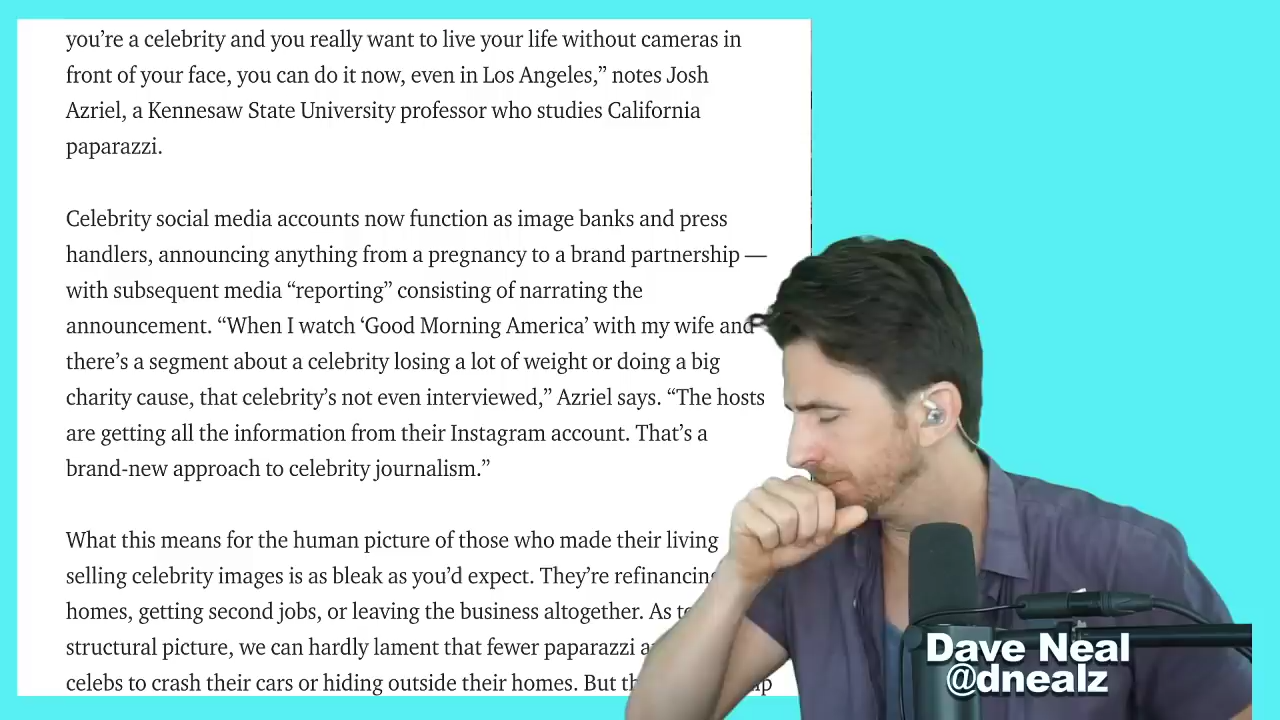 you’re a celebrity and you really want to live your life without cameras in
front of your face, you can do it now, even in Los Angeles,” notes Josh
Azriel, a Kennesaw State University professor who studies California
paparazzi.
Celebrity social media accounts now function as image banks and press
handlers, announcing anything from a pregnancy to a brand partnership —
with subsequent media “reporting” consisting of narrating the
announcement. “When I watch ‘Good Morning America’ with my wife and
there’s a segment about a celebrity losing a lot of weight or doing a big
charity cause, that celebrity’s not even interviewed,” Azriel says. “The hosts
are getting all the information from their Instagram account. That’s a
brand-new approach to celebrity journalism.”
What this means for the human picture of those who made their living
selling celebrity images is as bleak as you’d expect. They’re refinancing
homes, getting second jobs, or leaving the business altogether. As
structural picture, we can hardly lament that fewer paparazzi
celebs to crash their cars or hiding outside their homes. But
Dave Neal
@dnealz